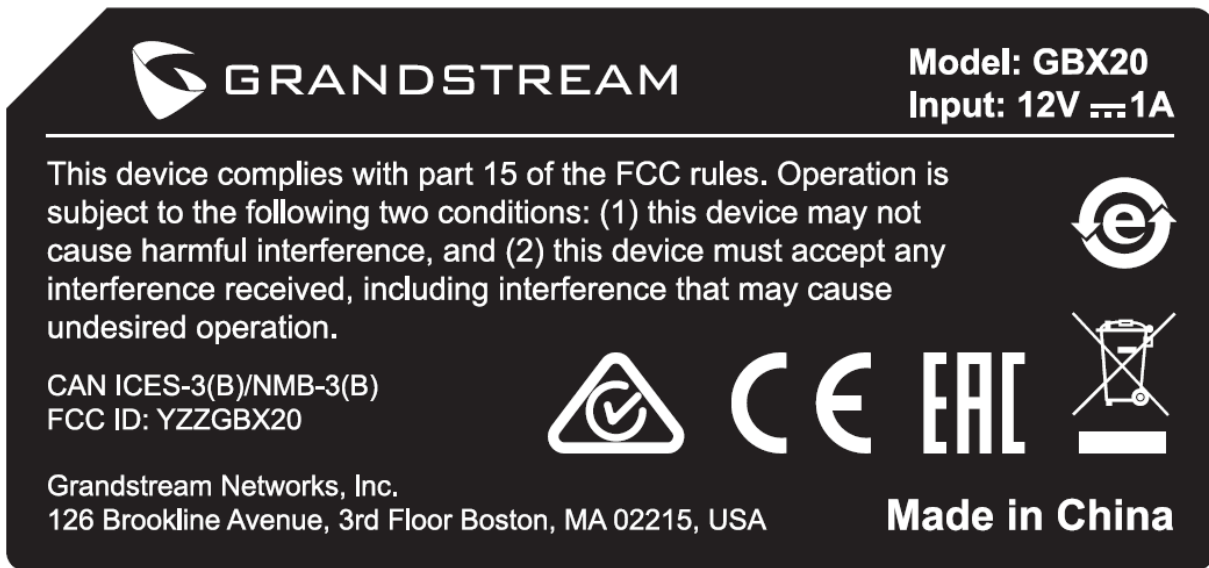 GRANDSTREAM
Model: GBX20
Input: 12V ⎓ 1A
This device complies with part 15 of the FCC rules. Operation is
subject to the following two conditions: (1) this device may not
cause harmful interference, and (2) this device must accept any
interference received, including interference that may cause
undesired operation.
e
CAN ICES-3(B)/NMB-3(B)
FCC ID: YZZGBX20
CE
EAC
Grandstream Networks, Inc.
126 Brookline Avenue, 3rd Floor Boston, MA 02215, USA
Made in China